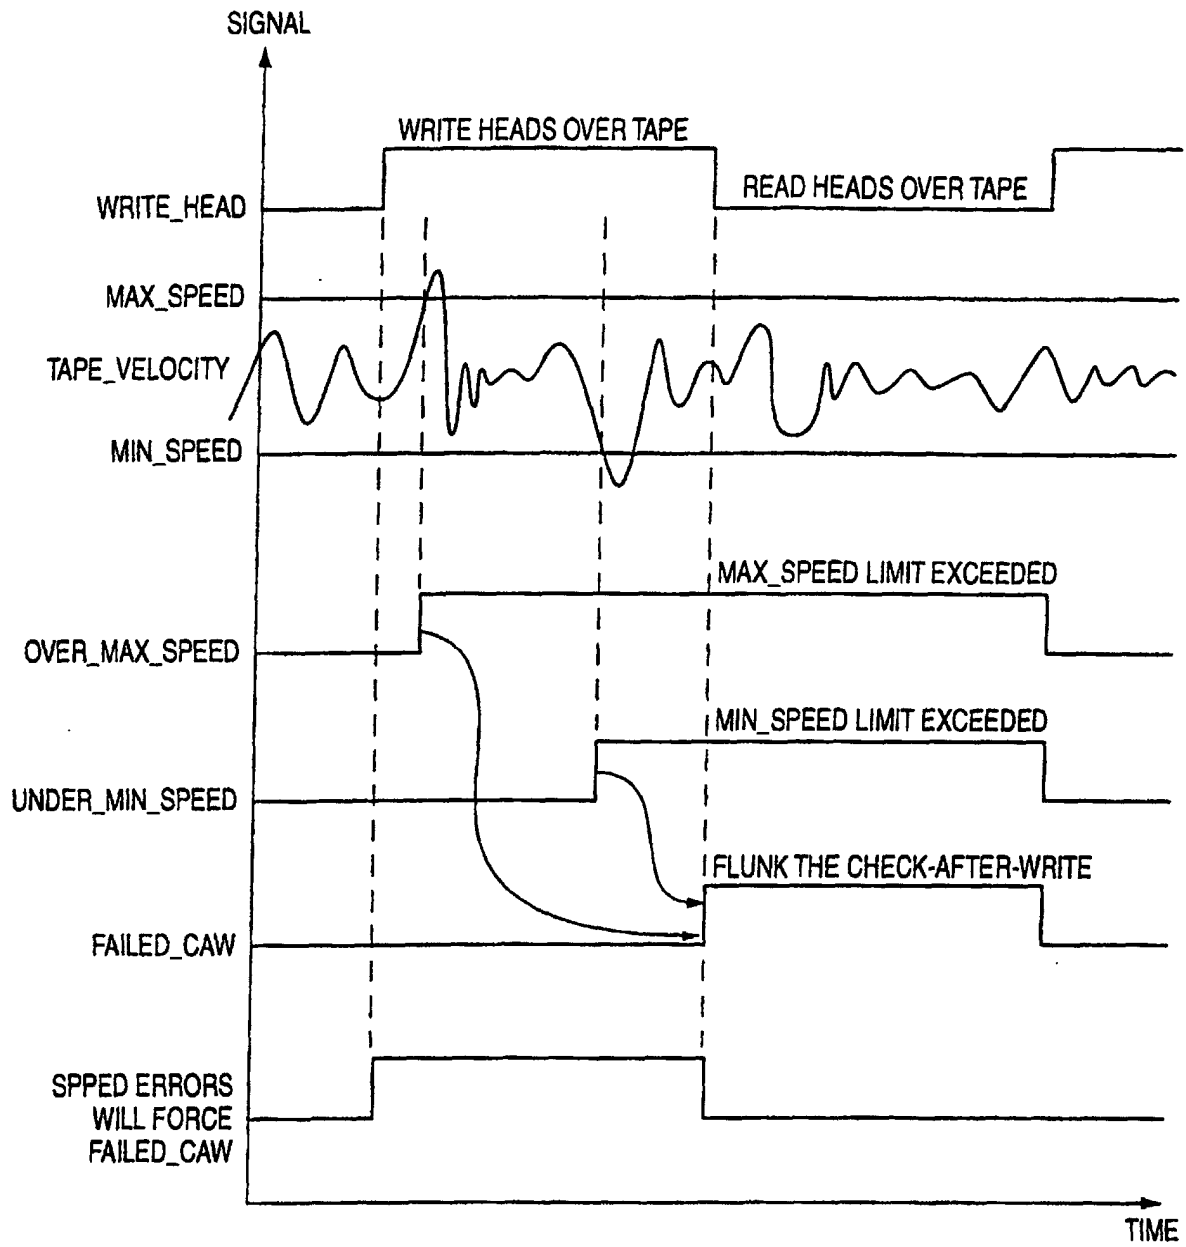 SIGNAL
WRITE HEADS OVER TAPE
READ HEADS OVER TAPE
WRITE_HEAD
MAX_SPEED
TAPE_VELOCITY
MIN_SPEED
MAX_SPEED LIMIT EXCEEDED
OVER_MAX_SPEED
MIN_SPEED LIMIT EXCEEDED
UNDER_MIN_SPEED
FLUNK THE CHECK-AFTER-WRITE
FAILED_CAW
SPPED ERRORS
WILL FORCE
FAILED_CAW
TIME